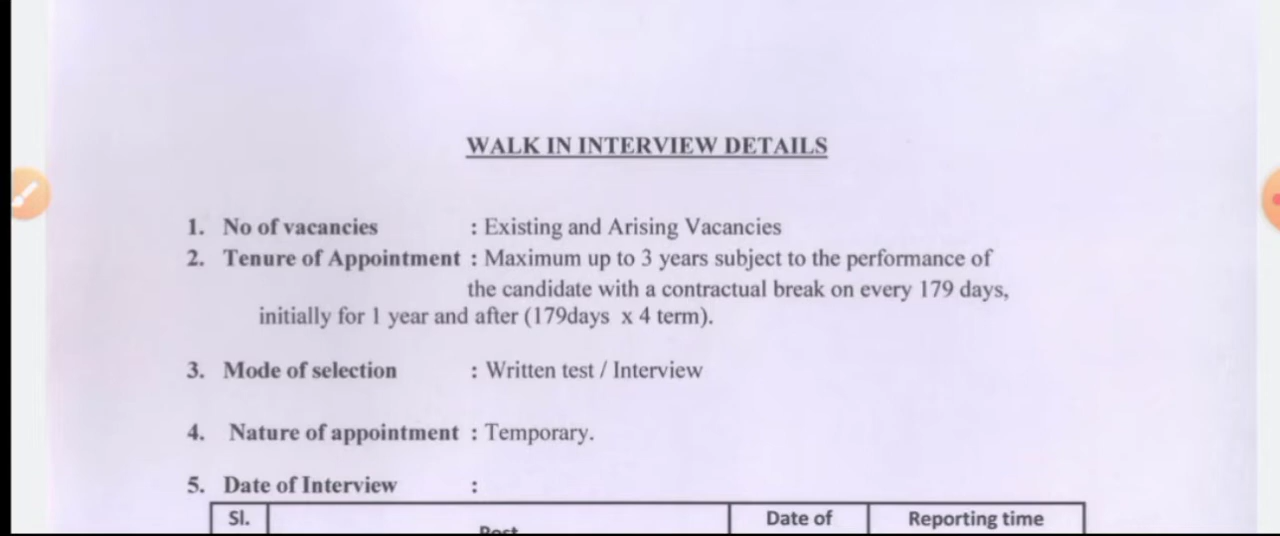 WALK IN INTERVIEW DETAILS
1. No of vacancies : Existing and Arising Vacancies
2. Tenure of Appointment : Maximum up to 3 years subject to the performance of
the candidate with a contractual break on every 179 days,
initially for 1 year and after (179days x 4 term).
3. Mode of selection : Written test / Interview
4. Nature of appointment : Temporary.
5. Date of Interview :
Sl. Post Date of Reporting time